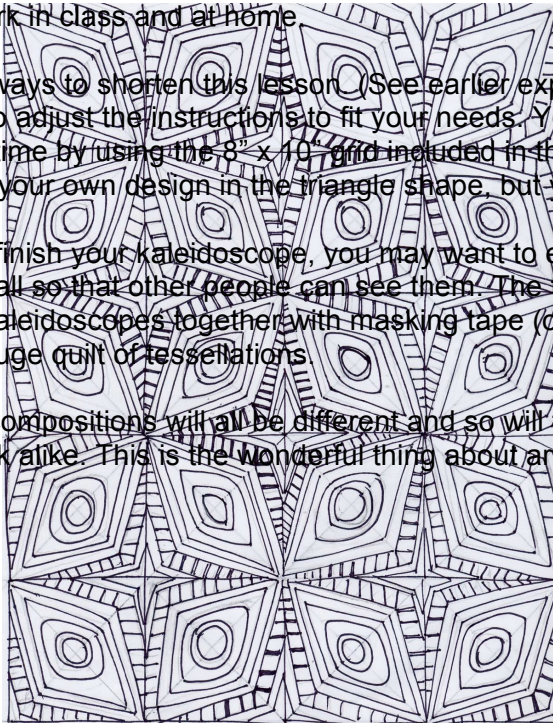 rk in class and at home.
ways to shorten this lesson. (See earlier exp
o adjust the instructions to fit your needs. Y
time by using the 8” x 10” grid included in th
your own design in the triangle shape, but y
finish your kaleidoscope, you may want to e
all so that other people can see them. The
aleidoscopes together with masking tape (o
uge quilt of tessellations.
ompositions will all be different and so will
k alike. This is the wonderful thing about ar